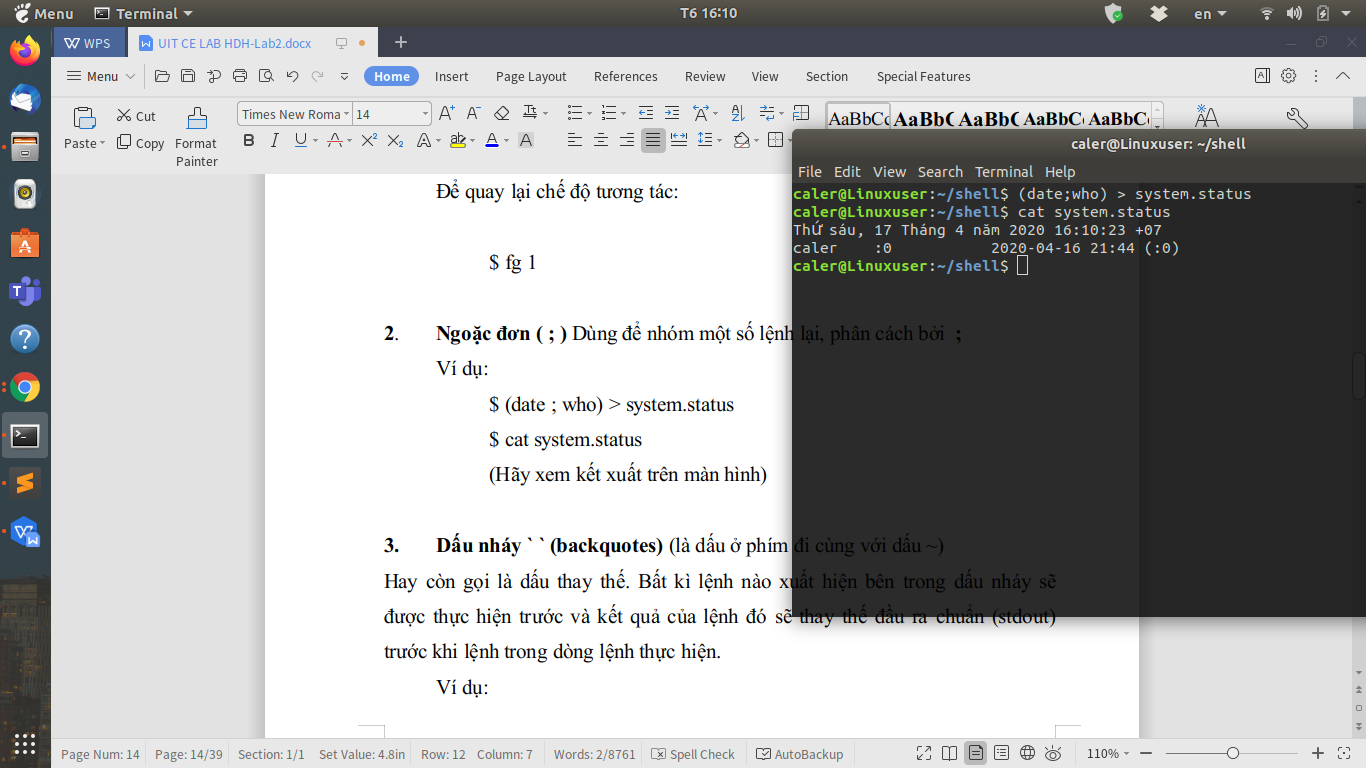 Menu Terminal T6 16:10 en
WPS UIT CE LAB HDH-Lab2.docx
Menu Home Insert Page Layout References Review View Section Special Features
Paste Cut Copy Format Painter
Times New Roma 14
AaBbCc AaBbC AaBbC AaBbC AaBbC
Để quay lại chế độ tương tác:
$ fg 1
2. Ngoặc đơn ( ; ) Dùng để nhóm một số lệnh lại, phân cách bởi ;
Ví dụ:
$ (date ; who) > system.status
$ cat system.status
(Hãy xem kết xuất trên màn hình)
3. Dấu nháy ` ` (backquotes) (là dấu ở phím đi cùng với dấu ~)
Hay còn gọi là dấu thay thế. Bất kì lệnh nào xuất hiện bên trong dấu nháy sẽ
được thực hiện trước và kết quả của lệnh đó sẽ thay thế đầu ra chuẩn (stdout)
trước khi lệnh trong dòng lệnh thực hiện.
Ví dụ:
caler@Linuxuser: ~/shell
File Edit View Search Terminal Help
caler@Linuxuser:~/shell$ (date;who) > system.status
caler@Linuxuser:~/shell$ cat system.status
Thứ sáu, 17 Tháng 4 năm 2020 16:10:23 +07
caler :0 2020-04-16 21:44 (:0)
caler@Linuxuser:~/shell$
Page Num: 14 Page: 14/39 Section: 1/1 Set Value: 4.8in Row: 12 Column: 7 Words: 2/8761 Spell Check AutoBackup 110%